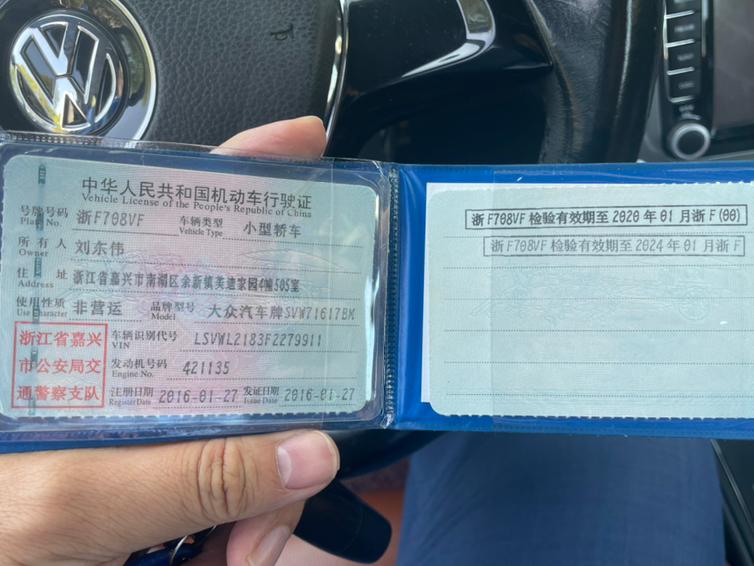 中华人民共和国机动车行驶证
Vehicle License of the People's Republic of China
号牌号码 浙F708VF 车辆类型 小型轿车
Plate No. Vehicle Type
所有人 刘东伟
Owner
住址 浙江省嘉兴市南湖区余新镇美迪家园4幢505室
Address
使用性质 非营运 品牌型号 大众汽车牌SVW71617BM
Use Character Model
浙江省嘉兴
市公安局交
通警察支队
车辆识别代号 LSVWL2183F2279911
VIN
发动机号码 421135
Engine No.
注册日期 2016-01-27 发证日期 2016-01-27
Register Date Issue Date
浙F708VF 检验有效期至 2020 年 01 月浙 F(00)
浙 F708VF 检验有效期至 2024 年 01 月浙 F